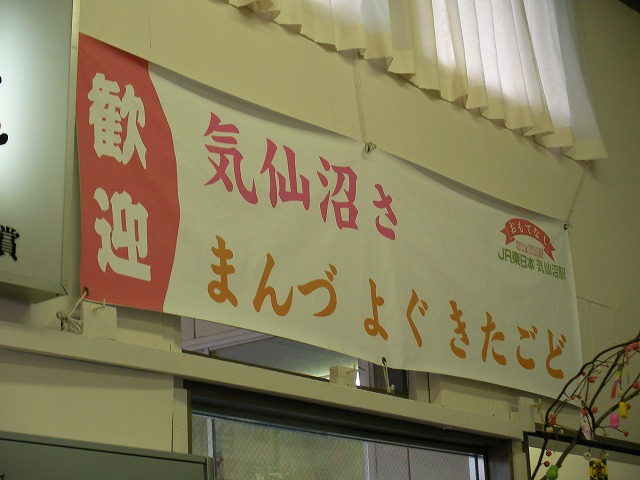 歓迎
気仙沼さ
まんづ よぐ きたごど
おもてなし
JR東日本 気仙沼駅
賞